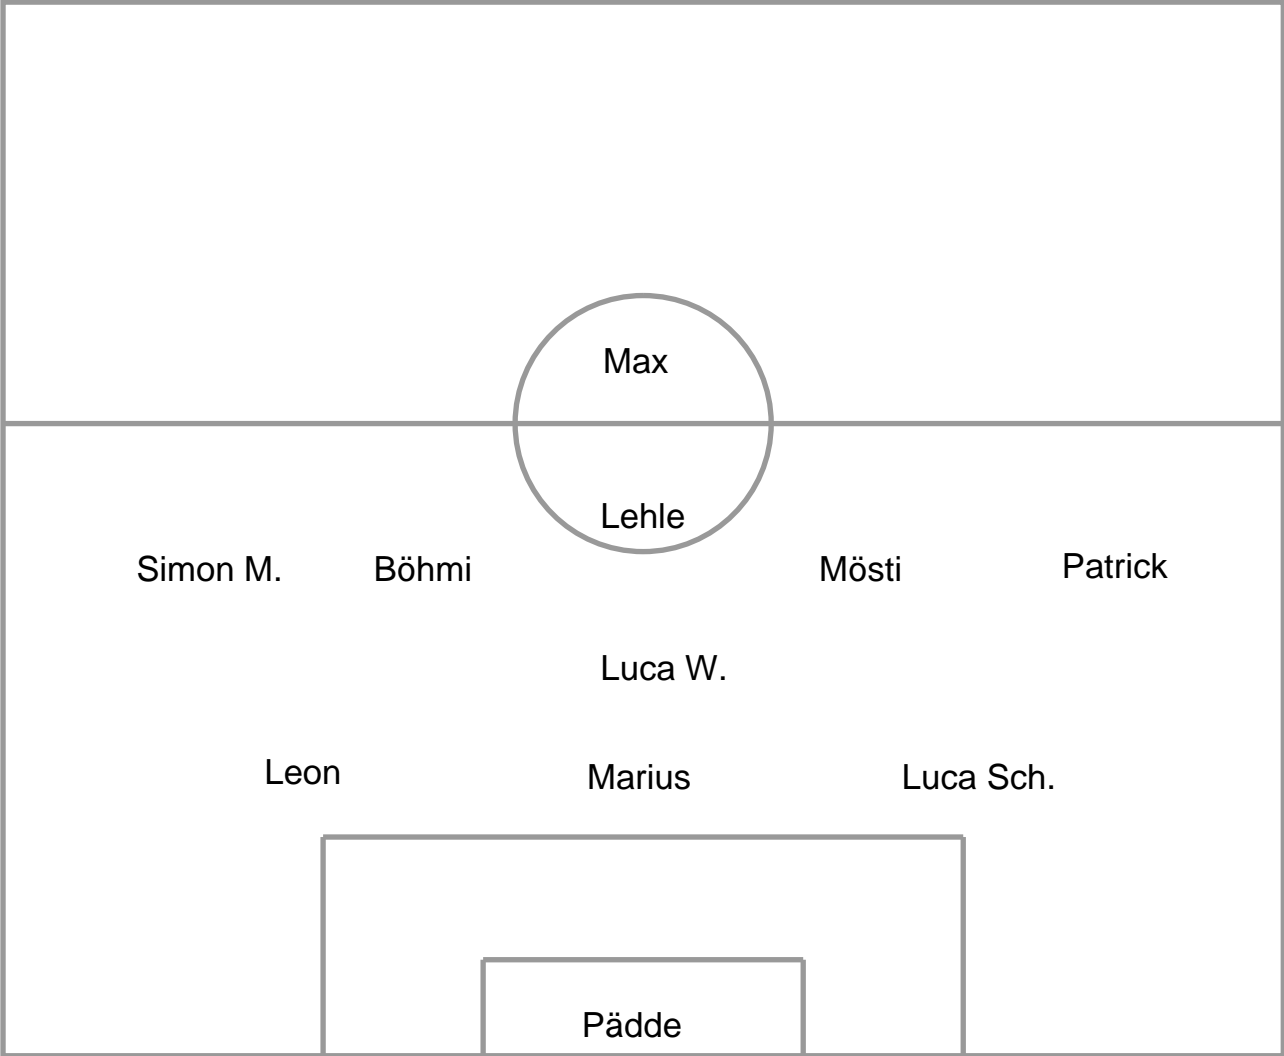 Max
Lehle
Simon M.
Böhmi
Mösti
Patrick
Luca W.
Leon
Marius
Luca Sch.
Pädde